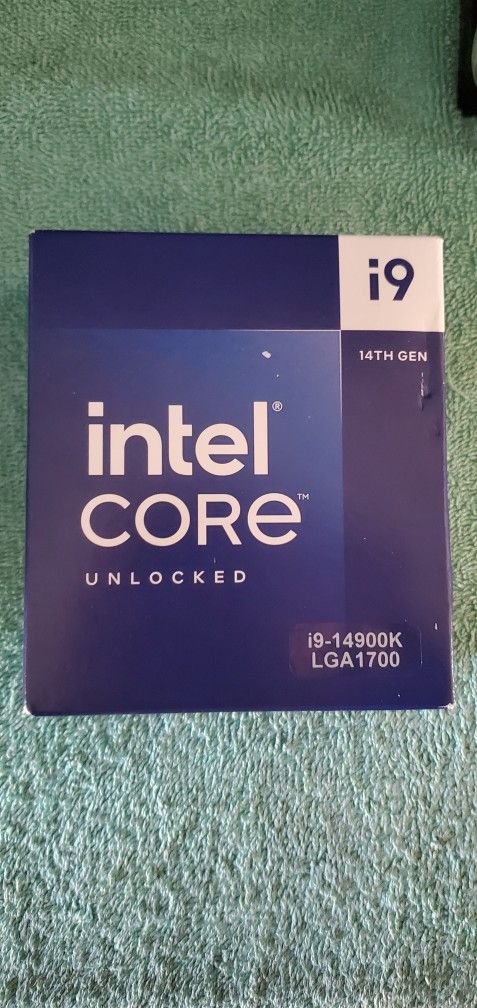 i9
14TH GEN
intel®
CORe™
UNLOCKED
i9-14900K
LGA1700